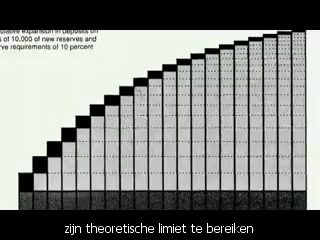 ulative expansion in deposits on
s of 10,000 of new reserves and
rve requirements of 10 percent
zijn theoretische limiet te bereiken